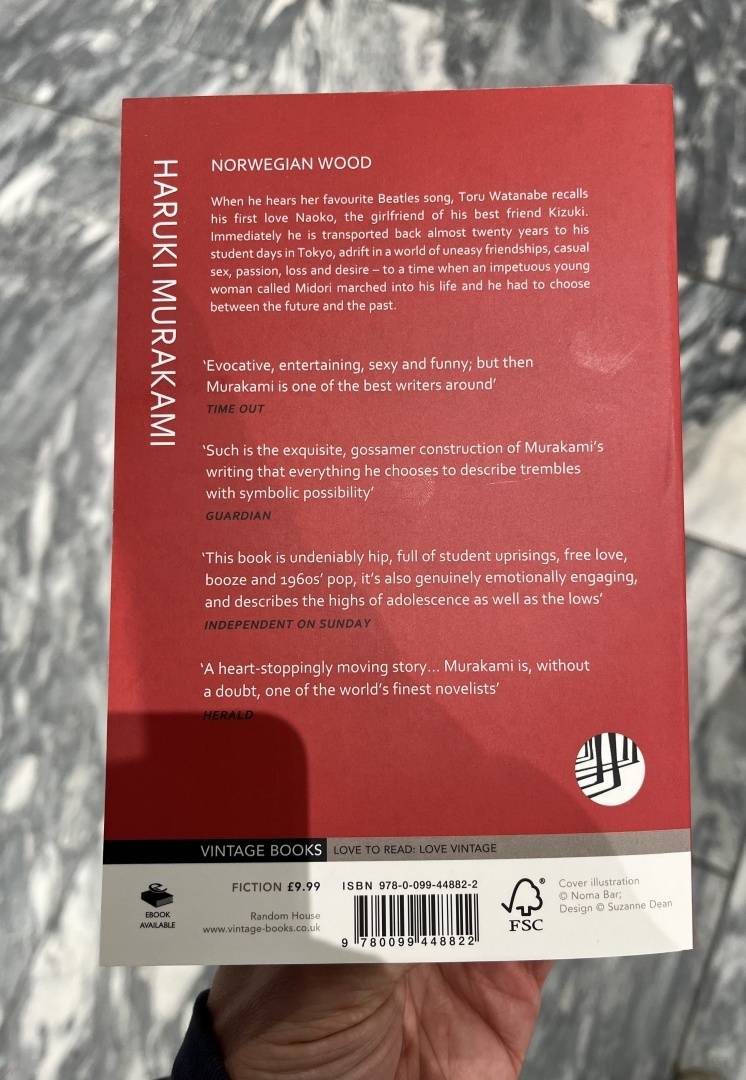 HARUKI MURAKAMI
NORWEGIAN WOOD
When he hears her favourite Beatles song, Toru Watanabe recalls
his first love Naoko, the girlfriend of his best friend Kizuki.
Immediately he is transported back almost twenty years to his
student days in Tokyo, adrift in a world of uneasy friendships, casual
sex, passion, loss and desire – to a time when an impetuous young
woman called Midori marched into his life and he had to choose
between the future and the past.
‘Evocative, entertaining, sexy and funny; but then
Murakami is one of the best writers around’
TIME OUT
‘Such is the exquisite, gossamer construction of Murakami’s
writing that everything he chooses to describe trembles
with symbolic possibility’
GUARDIAN
‘This book is undeniably hip, full of student uprisings, free love,
booze and 1960s’ pop, it’s also genuinely emotionally engaging,
and describes the highs of adolescence as well as the lows’
INDEPENDENT ON SUNDAY
‘A heart-stoppingly moving story... Murakami is, without
a doubt, one of the world’s finest novelists’
HERALD
VINTAGE BOOKS LOVE TO READ: LOVE VINTAGE
EBOOK
AVAILABLE
FICTION £9.99
Random House
www.vintage-books.co.uk
ISBN 978-0-099-44882-2
9 780099 448822
FSC
®
Cover illustration
© Noma Bar;
Design © Suzanne Dean